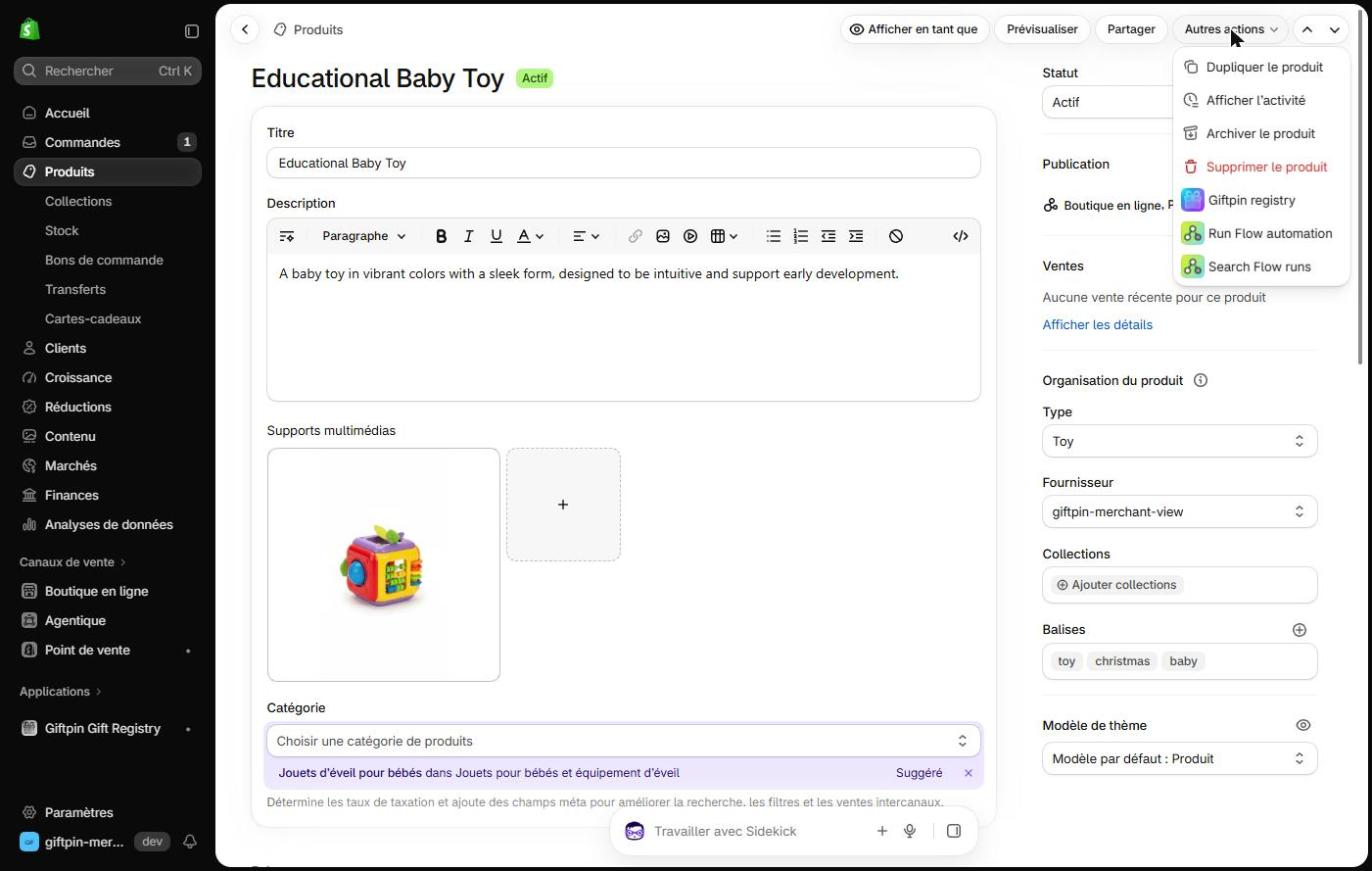 Rechercher
Ctrl K
Accueil
Commandes
1
Produits
Collections
Stock
Bons de commande
Transferts
Cartes-cadeaux
Clients
Croissance
Réductions
Contenu
Marchés
Finances
Analyses de données
Canaux de vente
Boutique en ligne
Agentique
Point de vente
Applications
Giftpin Gift Registry
Paramètres
giftpin-mer...
dev
Produits
Afficher en tant que
Prévisualiser
Partager
Autres actions
Dupliquer le produit
Afficher l'activité
Archiver le produit
Supprimer le produit
Giftpin registry
Run Flow automation
Search Flow runs
Educational Baby Toy
Actif
Titre
Educational Baby Toy
Description
Paragraphe
A baby toy in vibrant colors with a sleek form, designed to be intuitive and support early development.
Supports multimédias
Catégorie
Choisir une catégorie de produits
Jouets d'éveil pour bébés dans Jouets pour bébés et équipement d'éveil
Suggéré
Détermine les taux de taxation et ajoute des champs méta pour améliorer la recherche, les filtres et les ventes intercanaux.
Travailler avec Sidekick
Statut
Actif
Publication
Boutique en ligne, P
Ventes
Aucune vente récente pour ce produit
Afficher les détails
Organisation du produit
Type
Toy
Fournisseur
giftpin-merchant-view
Collections
Ajouter collections
Balises
toy
christmas
baby
Modèle de thème
Modèle par défaut : Produit